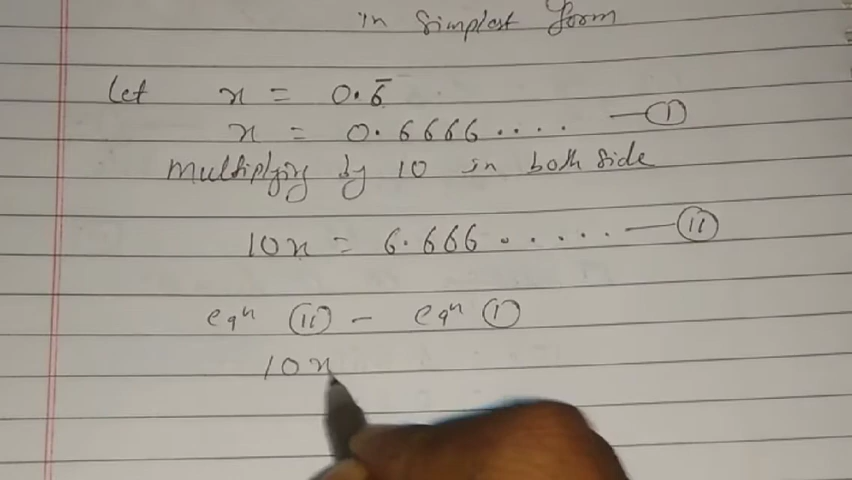 in simplest form
Let x = 0.6̅
x = 0.6666.... —(I)
multiplying by 10 in both side
10x = 6.666...... —(II)
eqⁿ (II) - eqⁿ (I)
10x